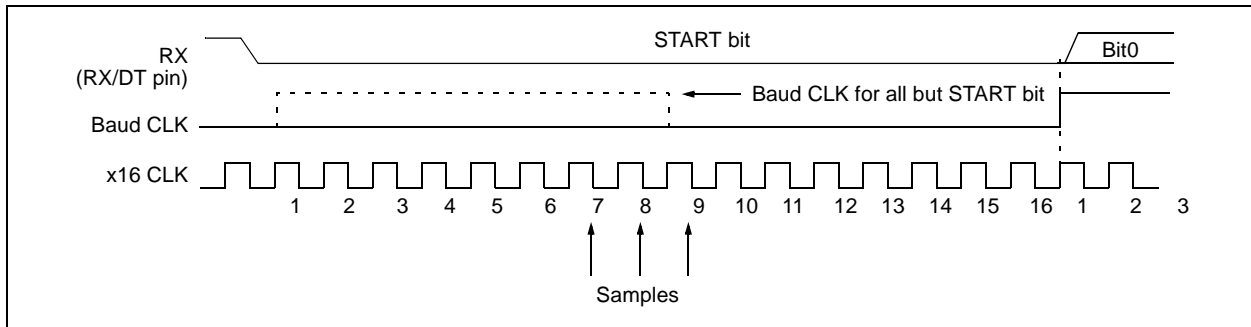 START bit
RX
(RX/DT pin)
Bit0
Baud CLK for all but START bit
Baud CLK
x16 CLK
1 2 3 4 5 6 7 8 9 10 11 12 13 14 15 16 1 2 3
Samples